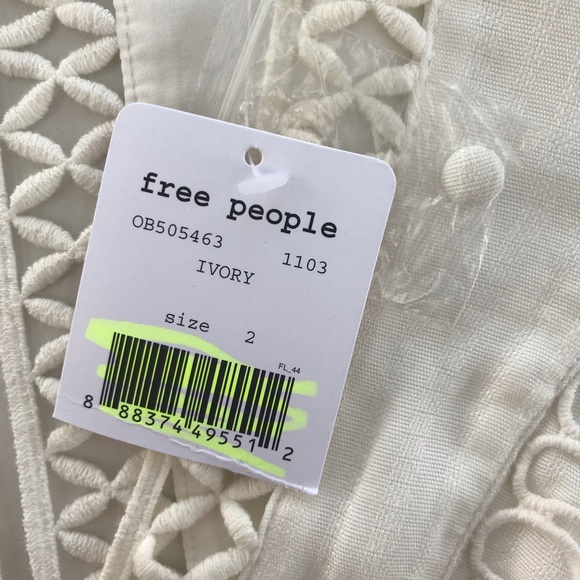 free people
OB505463 1103
IVORY
size 2
FL_44
8 88374 49551 2